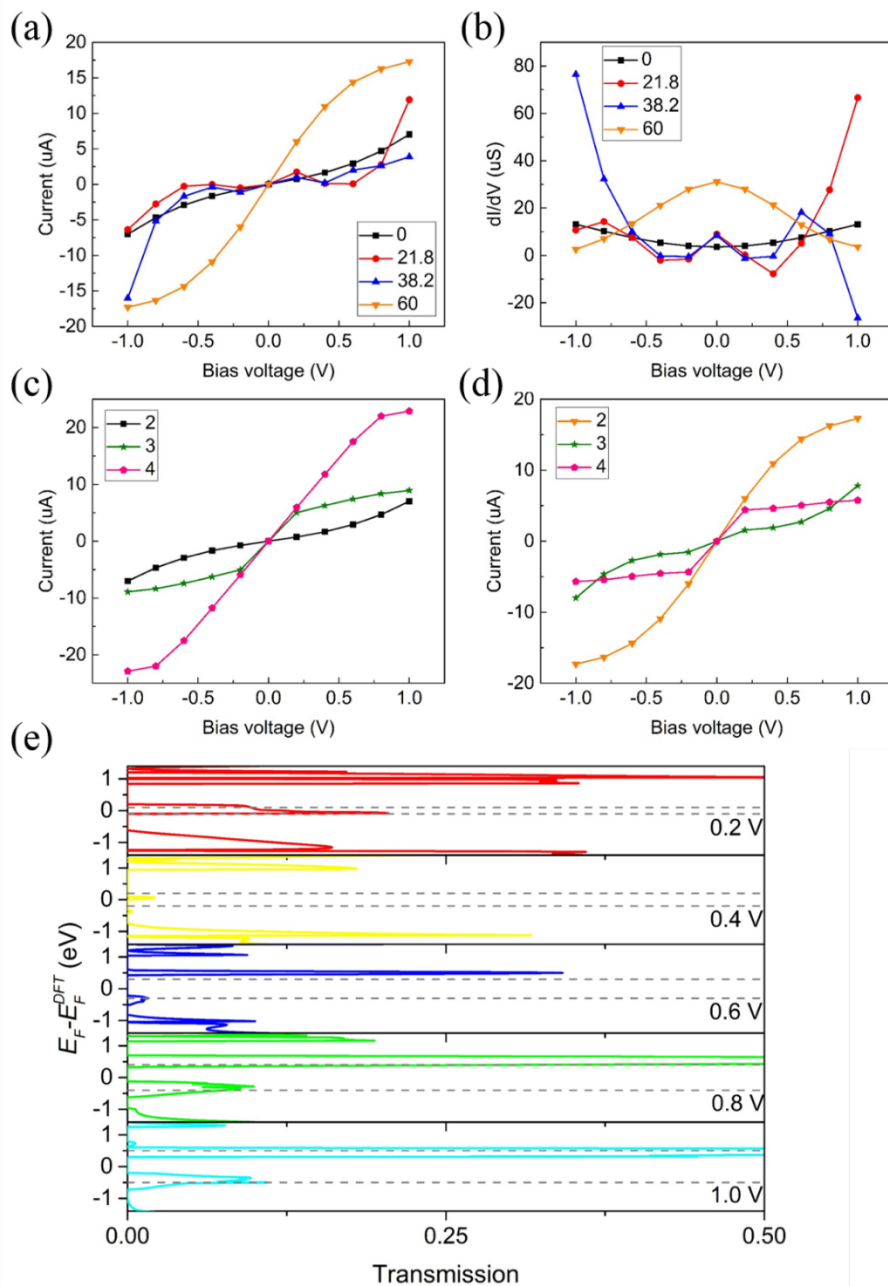 (a)
20
15
10
5
0
-5
-10
-15
-20
Current (uA)
-1.0 -0.5 0.0 0.5 1.0
Bias voltage (V)
0
21.8
38.2
60
(b)
80
60
40
20
0
-20
dI/dV (uS)
0
21.8
38.2
60
-1.0 -0.5 0.0 0.5 1.0
Bias voltage (V)
(c)
20
10
0
-10
-20
Current (uA)
2
3
4
-1.0 -0.5 0.0 0.5 1.0
Bias voltage (V)
(d)
20
10
0
-10
-20
Current (uA)
2
3
4
-1.0 -0.5 0.0 0.5 1.0
Bias voltage (V)
(e)
E_F-E_F^DFT (eV)
1
0
-1
0.2 V
1
0
-1
0.4 V
1
0
-1
0.6 V
1
0
-1
0.8 V
1
0
-1
1.0 V
0.00 0.25 0.50
Transmission